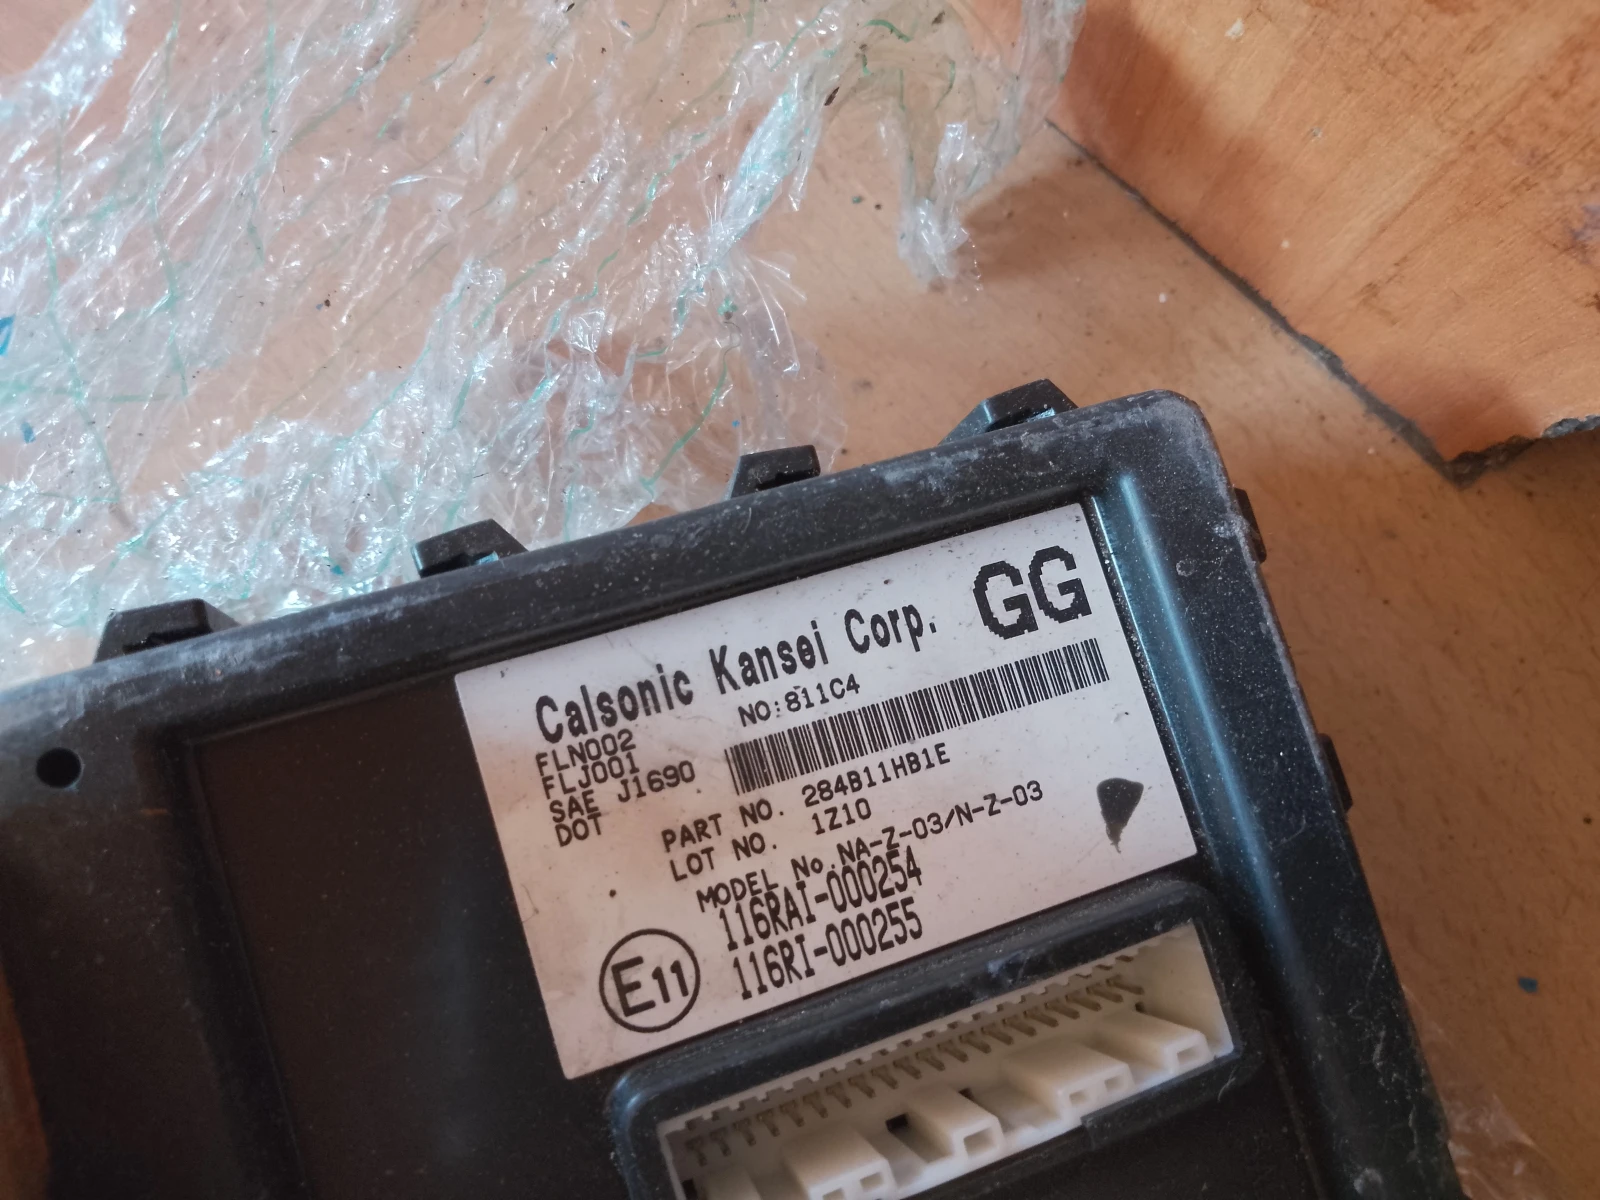 Calsonic Kansei Corp. GG
NO:811C4
FLN002
FLJ001
SAE J1690
DOT
PART NO. 284B11HB1E
LOT NO. 1Z10
MODEL No.NA-Z-03/N-Z-03
116RAI-000254
116RI-000255
E11